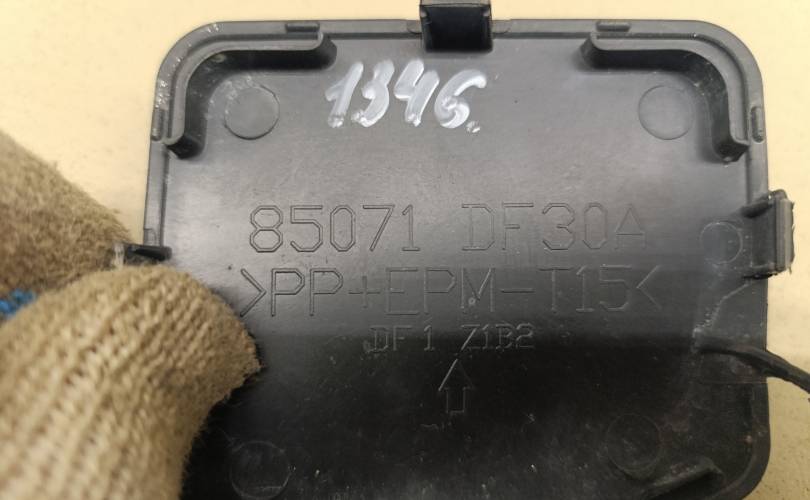 1346.
85071 DF30A
>PP+EPM-T15<
DF1 Z1B2